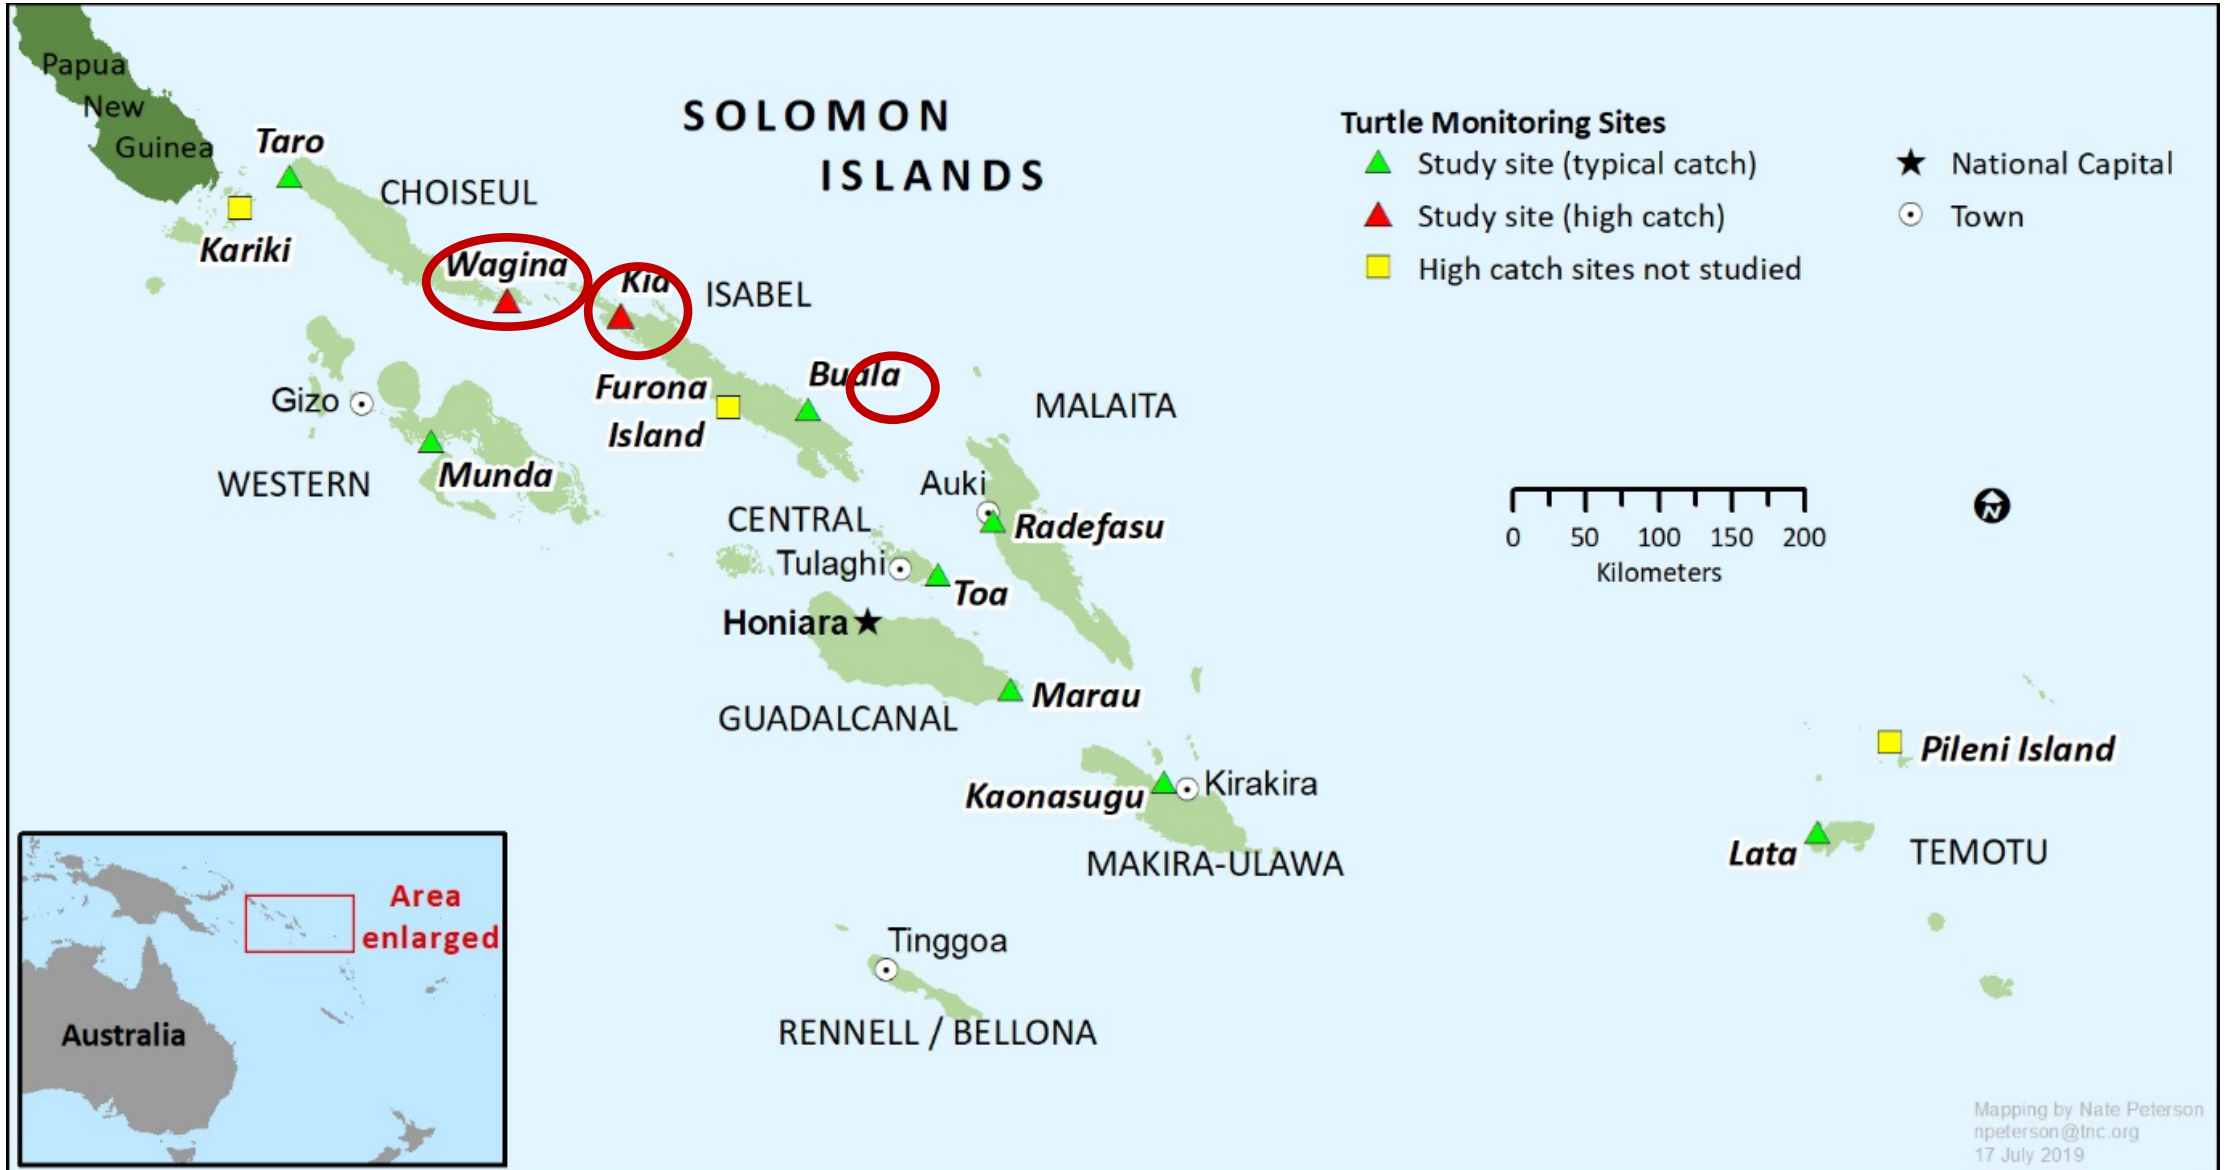 Papua
New
Guinea
Taro
CHOISEUL
Kariki
SOLOMON
ISLANDS
Wagina
Kia
ISABEL
Buala
Furona
Island
Gizo
Munda
WESTERN
MALAITA
Auki
Radefasu
CENTRAL
Tulaghi
Toa
Honiara
Marau
GUADALCANAL
Kaonasugu
Kirakira
MAKIRA-ULAWA
Pileni Island
Lata
TEMOTU
Tinggoa
RENNELL / BELLONA
Turtle Monitoring Sites
Study site (typical catch)
Study site (high catch)
High catch sites not studied
National Capital
Town
0 50 100 150 200
Kilometers
N
Area
enlarged
Australia
Mapping by Nate Peterson
npeterson@tnc.org
17 July 2019